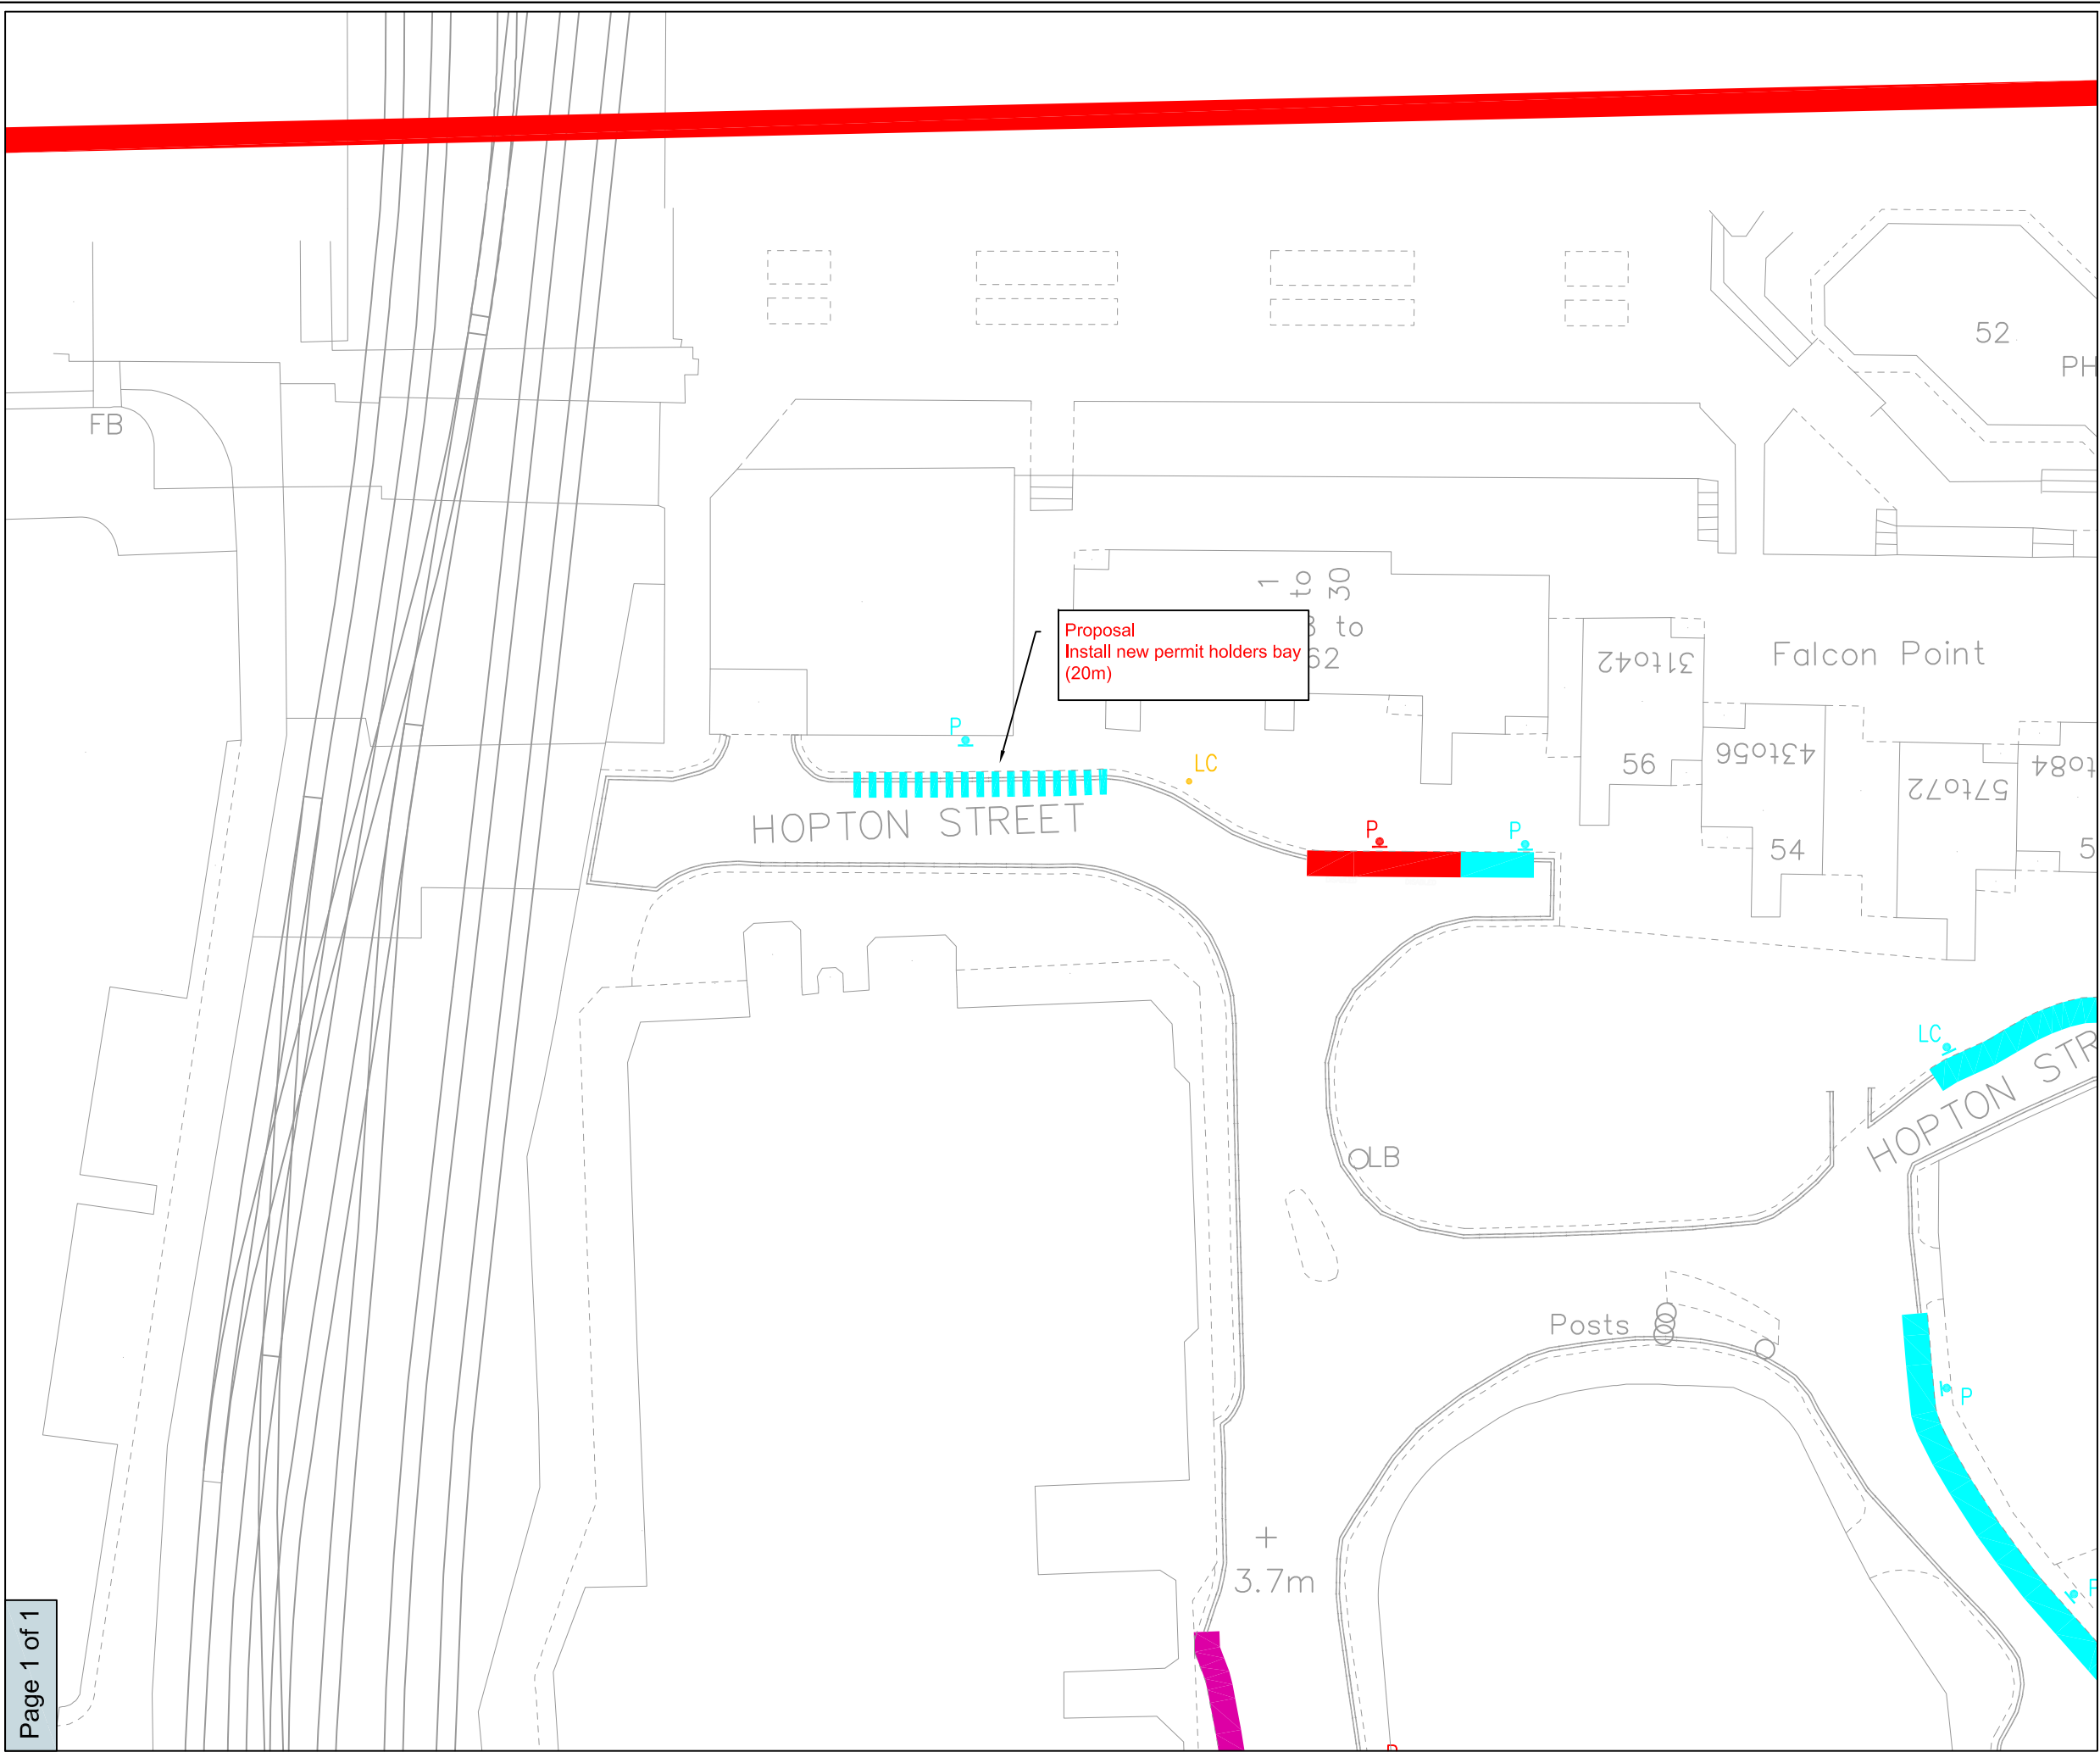 52
PH
FB
1
to
30
to
62
Proposal
Install new permit holders bay
(20m)
31to42
Falcon Point
P
LC
56
43to56
57to72
HOPTON STREET
P
P
54
LC
HOPTON STR
LB
Posts
P
3.7m
Page 1 of 1